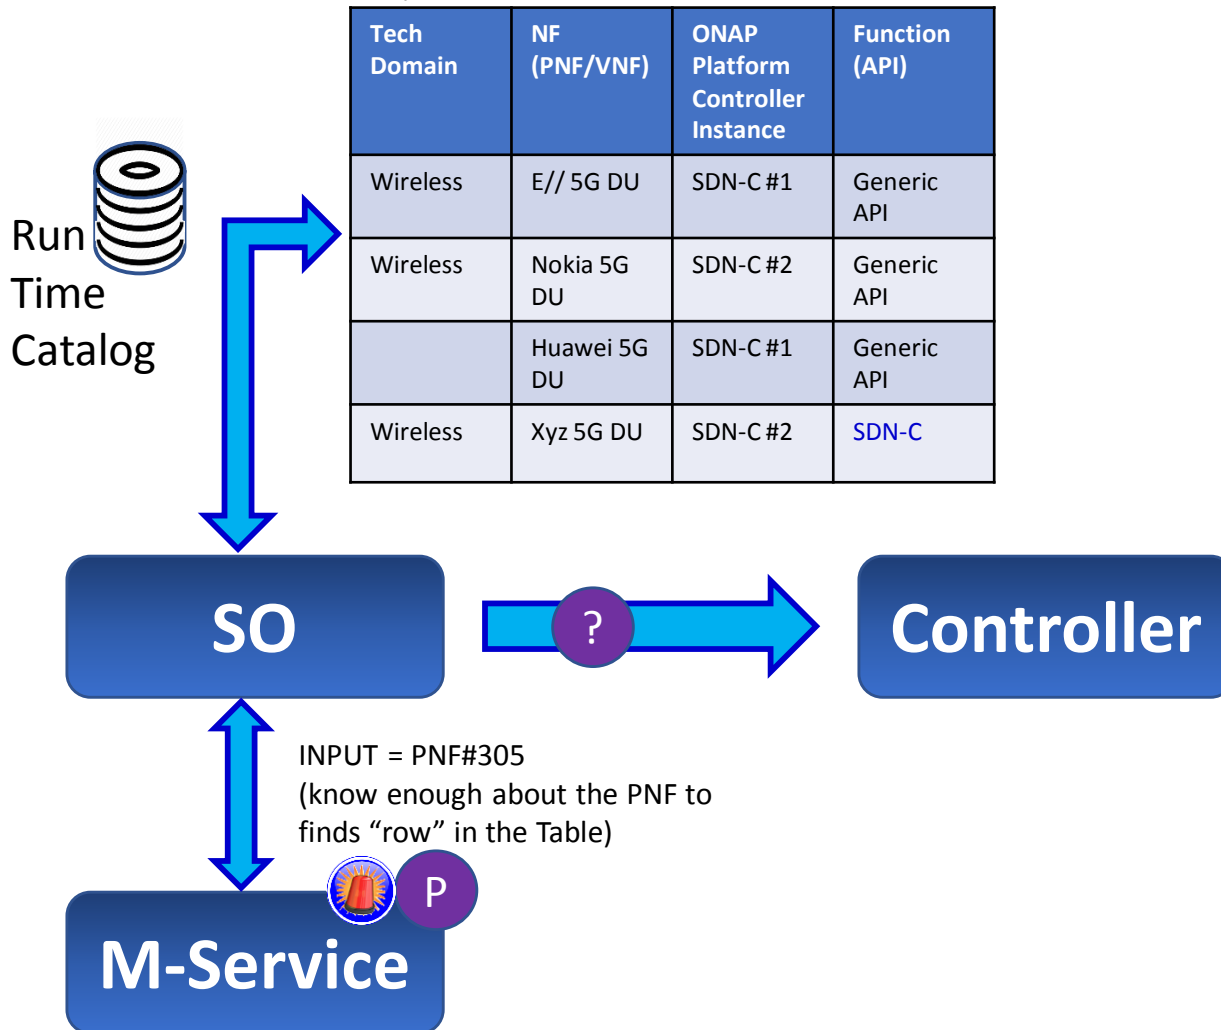 Tech
Domain
NF
(PNF/VNF)
ONAP
Platform
Controller
Instance
Function
(API)
Wireless
E// 5G DU
SDN-C #1
Generic
API
Wireless
Nokia 5G
DU
SDN-C #2
Generic
API
Huawei 5G
DU
SDN-C #1
Generic
API
Wireless
Xyz 5G DU
SDN-C #2
SDN-C
Run
Time
Catalog
SO
?
Controller
INPUT = PNF#305
(know enough about the PNF to
finds “row” in the Table)
P
M-Service